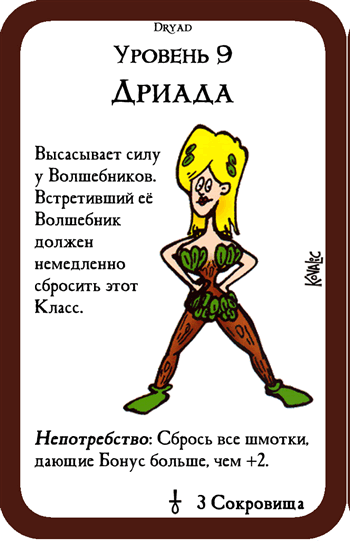 Dryad
Уровень 9
Дриада
Высасывает силу
у Волшебников.
Встретивший её
Волшебник
должен
немедленно
сбросить этот
Класс.
Kovalic
Непотребство: Сбрось все шмотки,
дающие Бонус больше, чем +2.
3 Сокровища